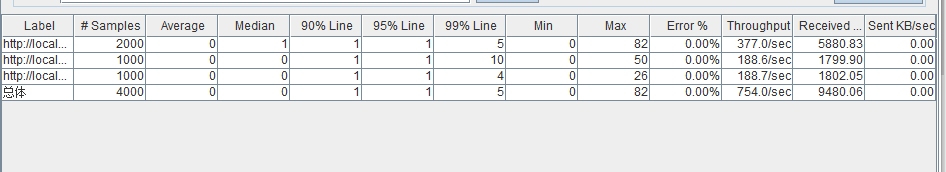 Label # Samples Average Median 90% Line 95% Line 99% Line Min Max Error % Throughput Received ... Sent KB/sec
http://local... 2000 0 1 1 1 5 0 82 0.00% 377.0/sec 5880.83 0.00
http://local... 1000 0 0 1 1 10 0 50 0.00% 188.6/sec 1799.90 0.00
http://local... 1000 0 0 1 1 4 0 26 0.00% 188.7/sec 1802.05 0.00
总体 4000 0 0 1 1 5 0 82 0.00% 754.0/sec 9480.06 0.00